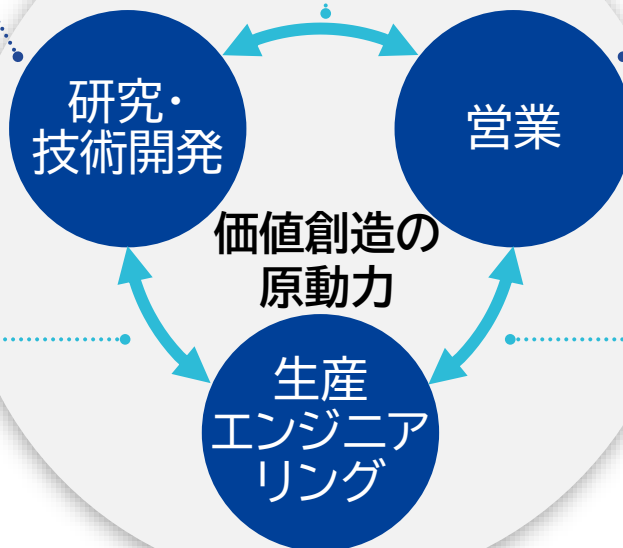 研究・
技術開発
営業
価値創造の
原動力
生産
エンジニア
リング